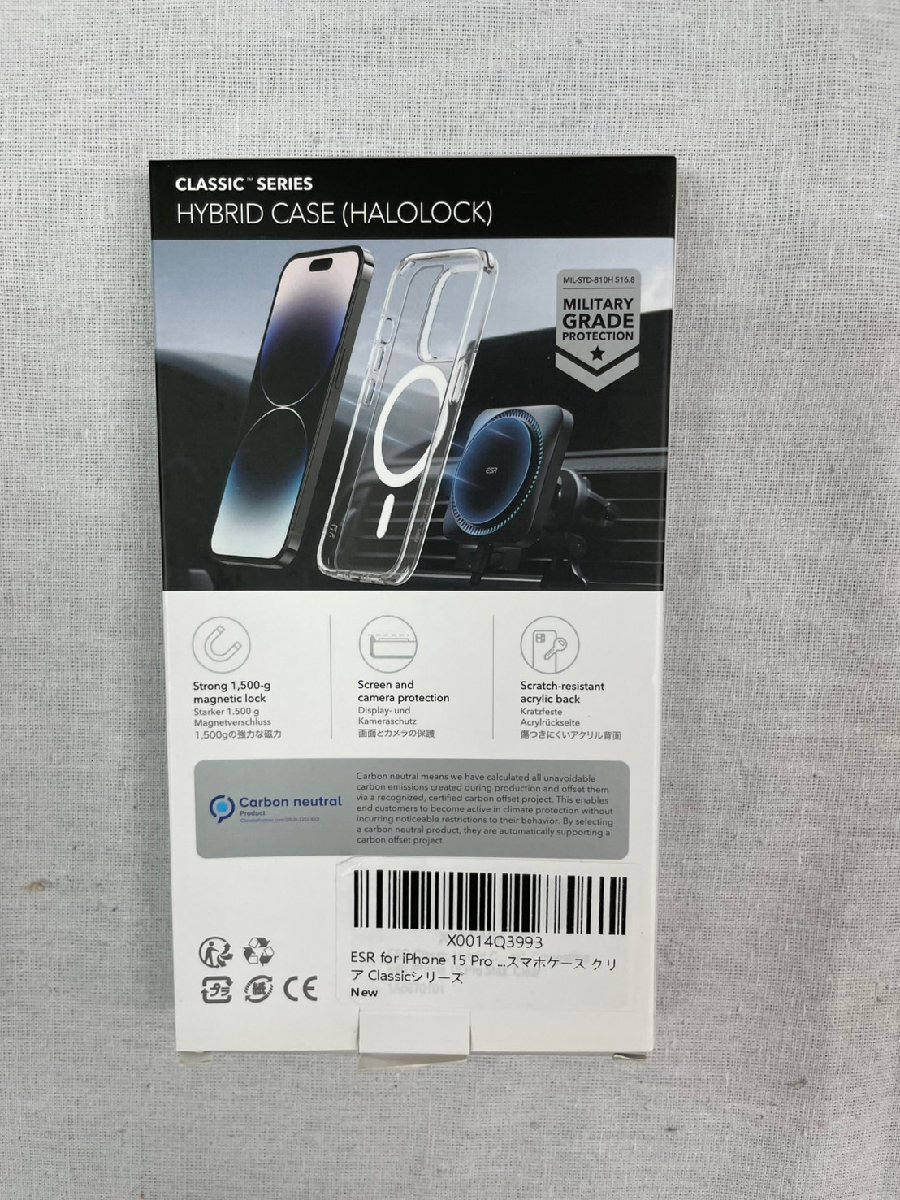 CLASSIC™ SERIES
HYBRID CASE (HALOLOCK)
MIL-STD-810H 516.8
MILITARY
GRADE
PROTECTION
ESR
Strong 1,500-g
magnetic lock
Starker 1.500 g
Magnetverschluss
1,500gの強力な磁力
Screen and
camera protection
Display- und
Kameraschutz
画面とカメラの保護
Scratch-resistant
acrylic back
Kratzfeste
Acrylrückseite
傷つきにくいアクリル背面
Carbon neutral
Product
Carbon neutral means we have calculated all unavoidable
carbon emissions created during production and offset them
via a recognized, certified carbon offset project. This enables
end customers to become active in climate protection without
incurring noticeable restrictions to their behavior. By selecting
a carbon neutral product, they are automatically supporting a
carbon offset project.
X0014Q3993
ESR for iPhone 15 Pro ...スマホケース クリ
ア Classicシリーズ
New
プラ
紙
CE